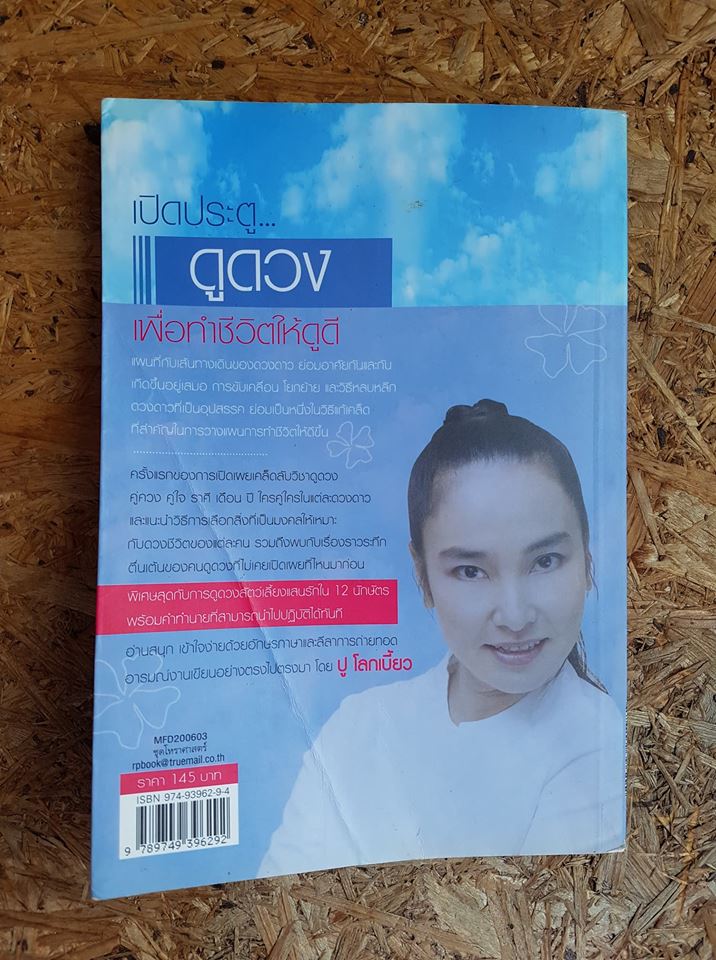 เปิดประตู...
ดูดวง
เพื่อทำชีวิตให้ดูดี
แผนที่กับเส้นทางเดินของดวงดาว ย่อมอาศัยกันและกัน
เกิดขึ้นอยู่เสมอ การขับเคลื่อน โยกย้าย และวิธีหลบหลีก
ดวงดาวที่เป็นอุปสรรค ย่อมเป็นหนึ่งในวิธีแก้เคล็ด
ที่สำคัญในการวางแผนการทำชีวิตให้ดีขึ้น
ครั้งแรกของการเปิดเผยเคล็ดลับวิชาดูดวง
คู่ควง คู่ใจ ราศี เดือน ปี ใครคู่ใครในแต่ละดวงดาว
และแนะนำวิธีการเลือกสิ่งที่เป็นมงคลให้เหมาะ
กับดวงชีวิตของแต่ละคน รวมถึงพบกับเรื่องราวระทึก
ตื่นเต้นของคนดูดวงที่ไม่เคยเปิดเผยที่ไหนมาก่อน
พิเศษสุดกับการดูดวงสัตว์เลี้ยงแสนรักใน 12 นักษัตร
พร้อมคำทำนายที่สามารถนำไปปฏิบัติได้ทันที
อ่านสนุก เข้าใจง่ายด้วยอักษรภาษาและลีลาการถ่ายทอด
อารมณ์งานเขียนอย่างตรงไปตรงมา โดย ปู โลกเบี้ยว
MFD200603
ชุดโหราศาสตร์
rpbook@truemail.co.th
ราคา 145 บาท
ISBN 974-93962-9-4
9 789749 396292